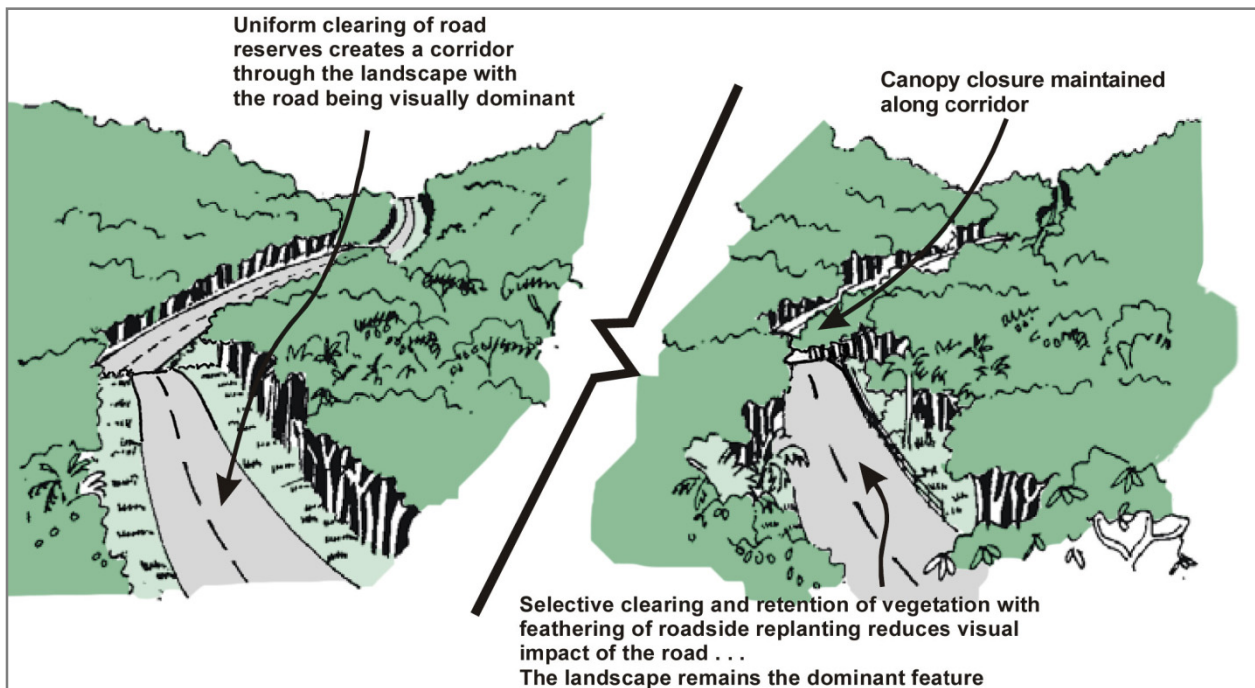 Uniform clearing of road
reserves creates a corridor
through the landscape with
the road being visually dominant
Canopy closure maintained
along corridor
Selective clearing and retention of vegetation with
feathering of roadside replanting reduces visual
impact of the road . . .
The landscape remains the dominant feature